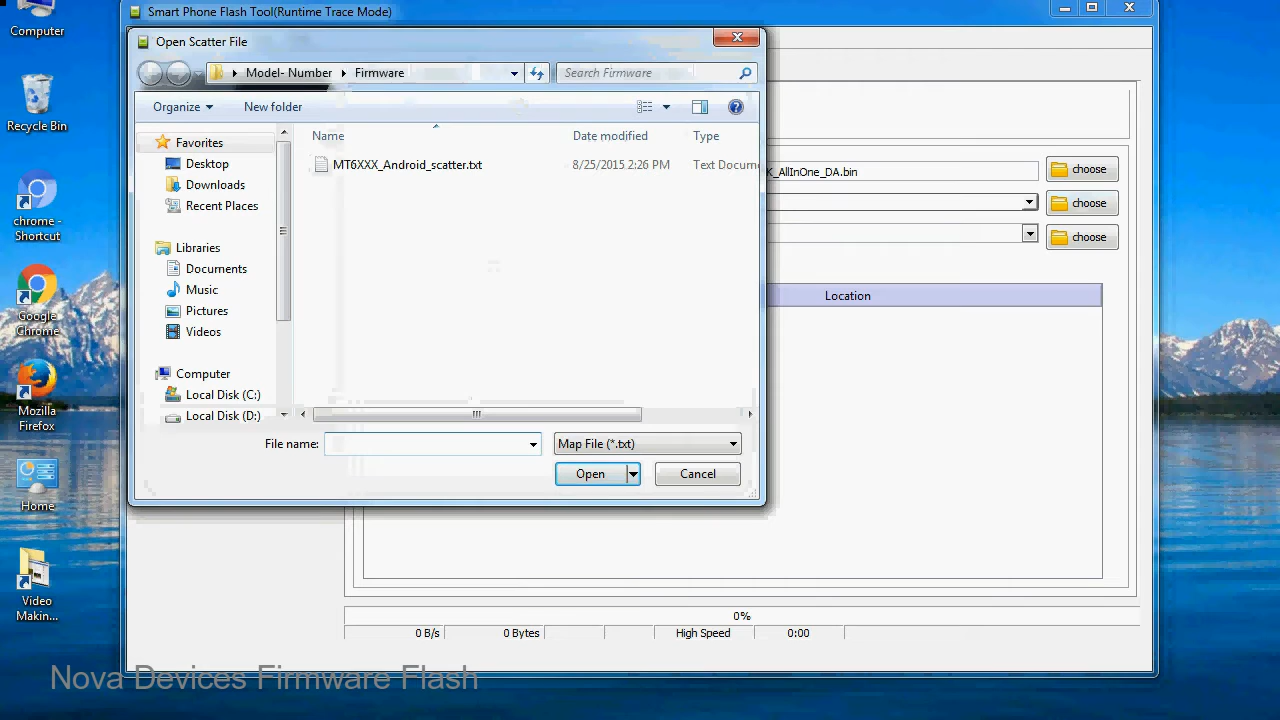 Computer
Recycle Bin
chrome -
Shortcut
Google
Chrome
Mozilla
Firefox
Home
Video
Makin...
Smart Phone Flash Tool(Runtime Trace Mode)
Open Scatter File
Model- Number Firmware
Search Firmware
Organize New folder
Favorites
Desktop
Downloads
Recent Places
Libraries
Documents
Music
Pictures
Videos
Computer
Local Disk (C:)
Local Disk (D:)
Name Date modified Type
MT6XXX_Android_scatter.txt 8/25/2015 2:26 PM Text Docum
File name: Map File (*.txt)
Open Cancel
K_AllInOne_DA.bin
choose
choose
choose
Location
0%
0 B/s 0 Bytes High Speed 0:00
Nova Devices Firmware Flash